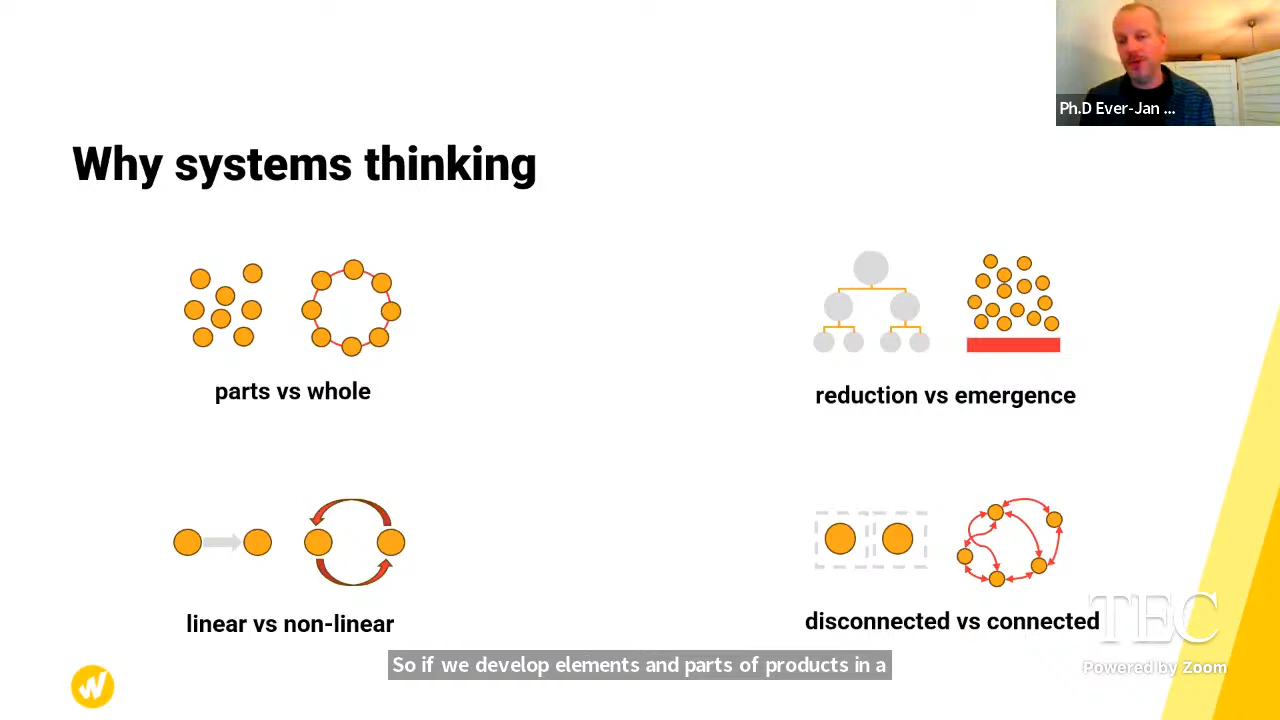 Ph.D Ever-Jan ...
Why systems thinking
parts vs whole
reduction vs emergence
linear vs non-linear
disconnected vs connected
TEC
So if we develop elements and parts of products in a
Powered by Zoom
W